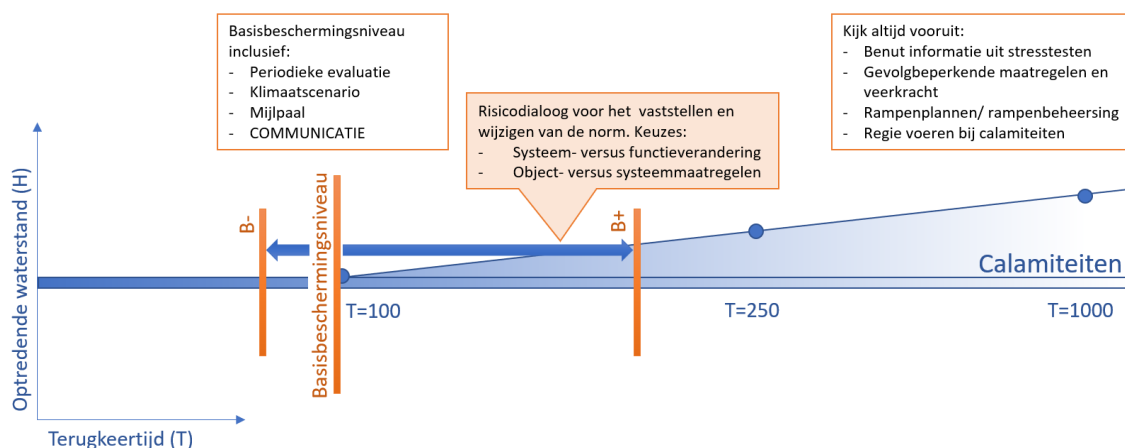 Basisbeschermingsniveau
inclusief:
- Periodieke evaluatie
- Klimaatscenario
- Mijlpaal
- COMMUNICATIE
Risicodialoog voor het vaststellen en
wijzigen van de norm. Keuzes:
- Systeem- versus functieverandering
- Object- versus systeemmaatregelen
Kijk altijd vooruit:
- Benut informatie uit stresstesten
- Gevolgbeperkende maatregelen en
veerkracht
- Rampenplannen/ rampenbeheersing
- Regie voeren bij calamiteiten
Optredende waterstand (H)
B-
Basisbeschermingsniveau
B+
Calamiteiten
T=100
T=250
T=1000
Terugkeertijd (T)